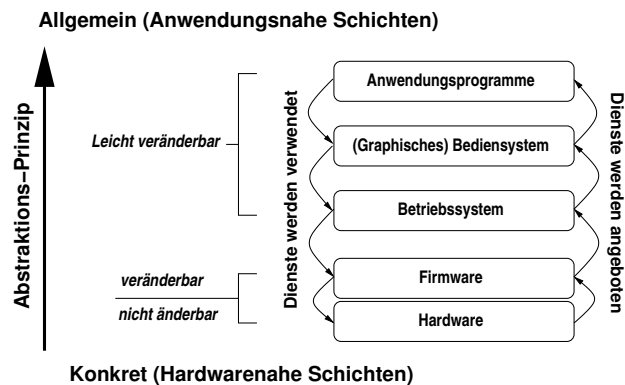 Allgemein (Anwendungsnahe Schichten)
Abstraktions-Prinzip
Leicht veränderbar
veränderbar
nicht änderbar
Dienste werden verwendet
Anwendungsprogramme
(Graphisches) Bediensystem
Betriebssystem
Firmware
Hardware
Dienste werden angeboten
Konkret (Hardwarenahe Schichten)